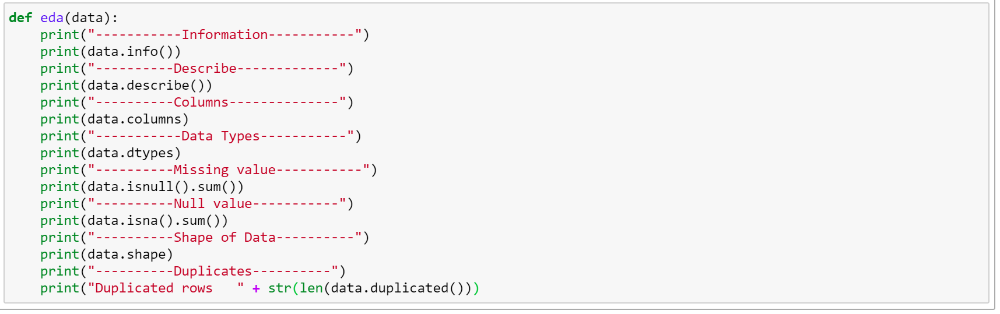 def eda(data):
    print("-----------Information-----------")
    print(data.info())
    print("----------Describe-------------")
    print(data.describe())
    print("----------Columns--------------")
    print(data.columns)
    print("-----------Data Types-----------")
    print(data.dtypes)
    print("----------Missing value-----------")
    print(data.isnull().sum())
    print("----------Null value-----------")
    print(data.isna().sum())
    print("----------Shape of Data----------")
    print(data.shape)
    print("----------Duplicates----------")
    print("Duplicated rows   " + str(len(data.duplicated())))